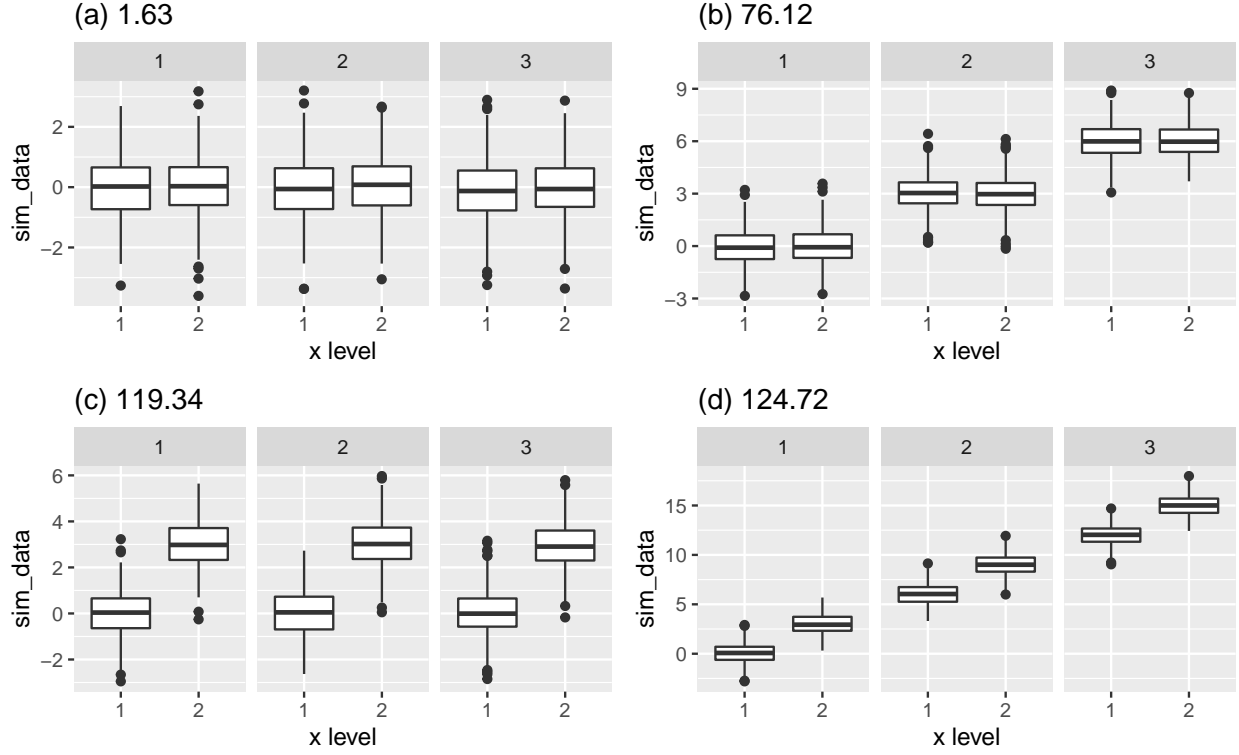 (a) 1.63
1 2 3
sim_data
2
0
−2
1 2 1 2 1 2
x level
(b) 76.12
1 2 3
sim_data
9
6
3
0
−3
1 2 1 2 1 2
x level
(c) 119.34
1 2 3
sim_data
6
4
2
0
−2
1 2 1 2 1 2
x level
(d) 124.72
1 2 3
sim_data
15
10
5
0
1 2 1 2 1 2
x level